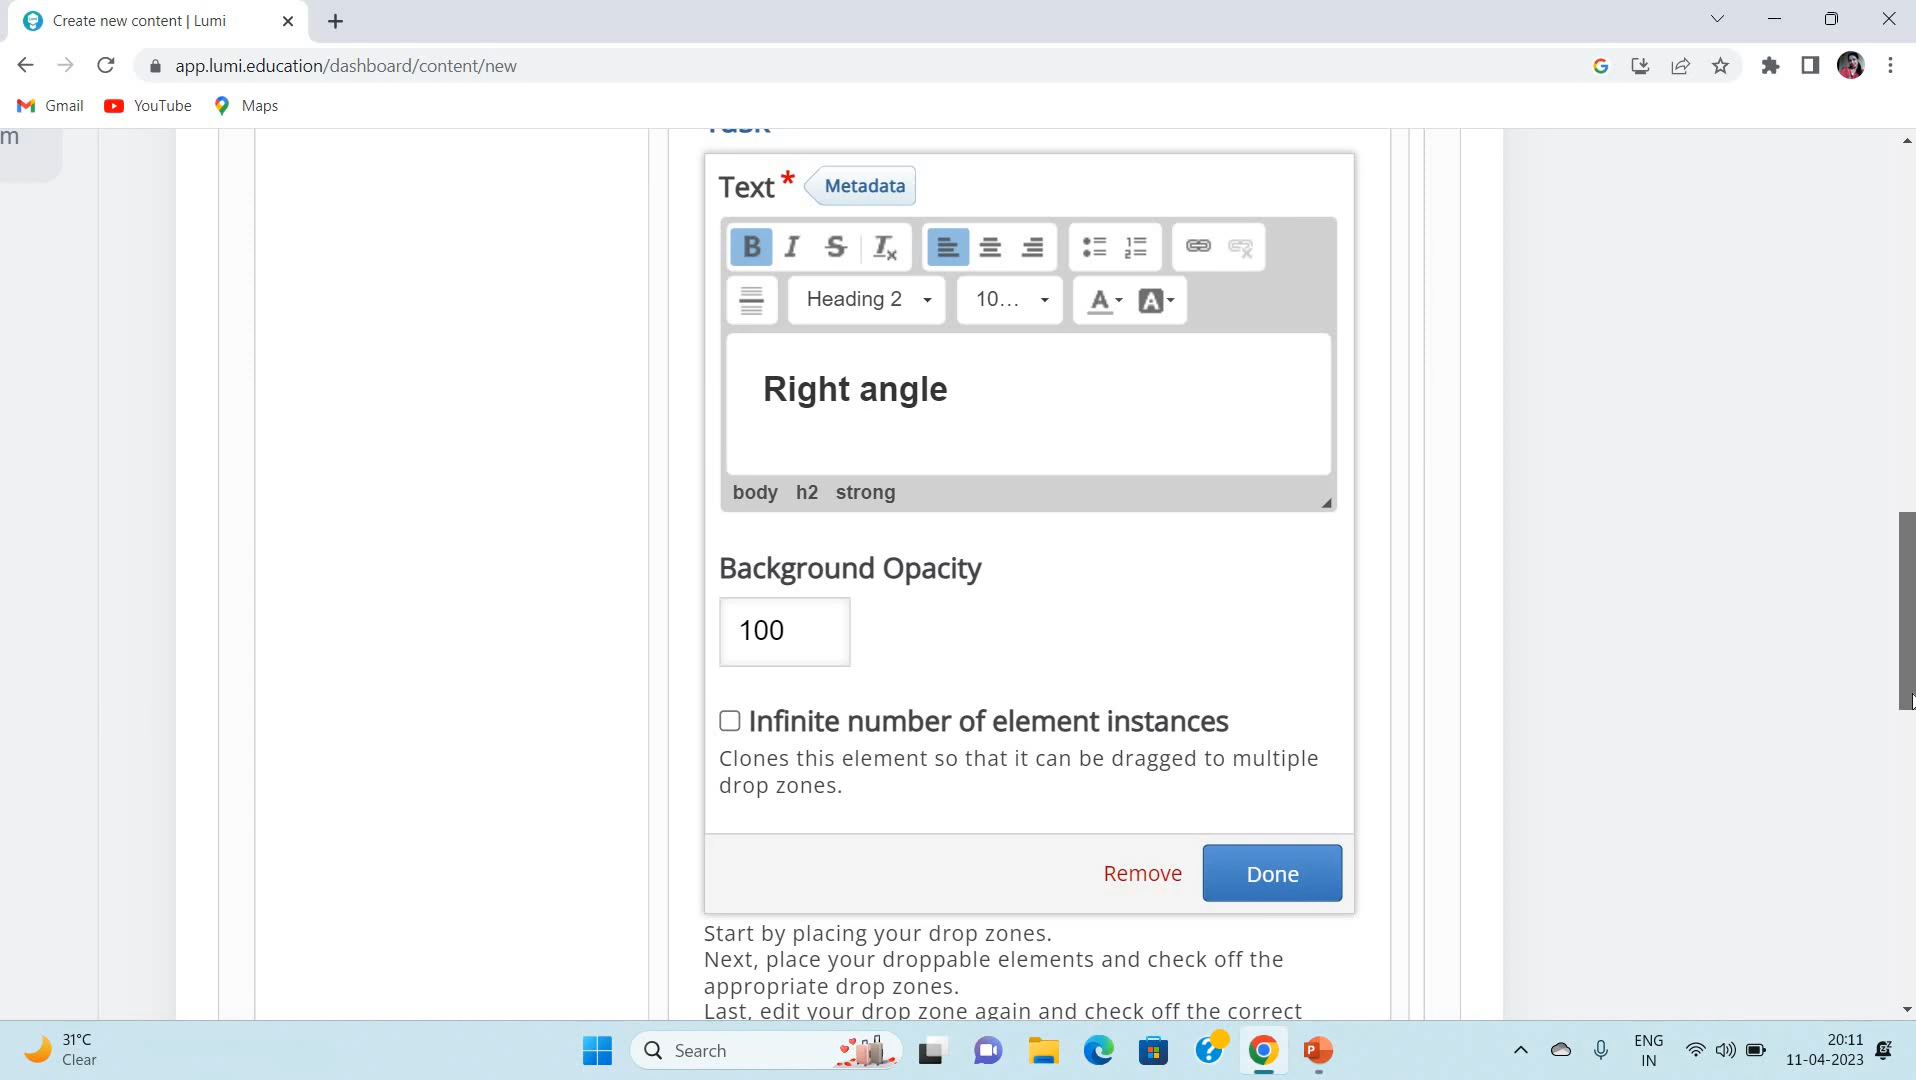 Create new content | Lumi
app.lumi.education/dashboard/content/new
Gmail YouTube Maps
m
Task
Text * Metadata
B I S Tx
Heading 2 10...
A A
Right angle
body h2 strong
Background Opacity
100
Infinite number of element instances
Clones this element so that it can be dragged to multiple
drop zones.
Remove Done
Start by placing your drop zones.
Next, place your droppable elements and check off the
appropriate drop zones.
Last, edit your drop zone again and check off the correct
31°C
Clear
Search
ENG
IN
20:11
11-04-2023